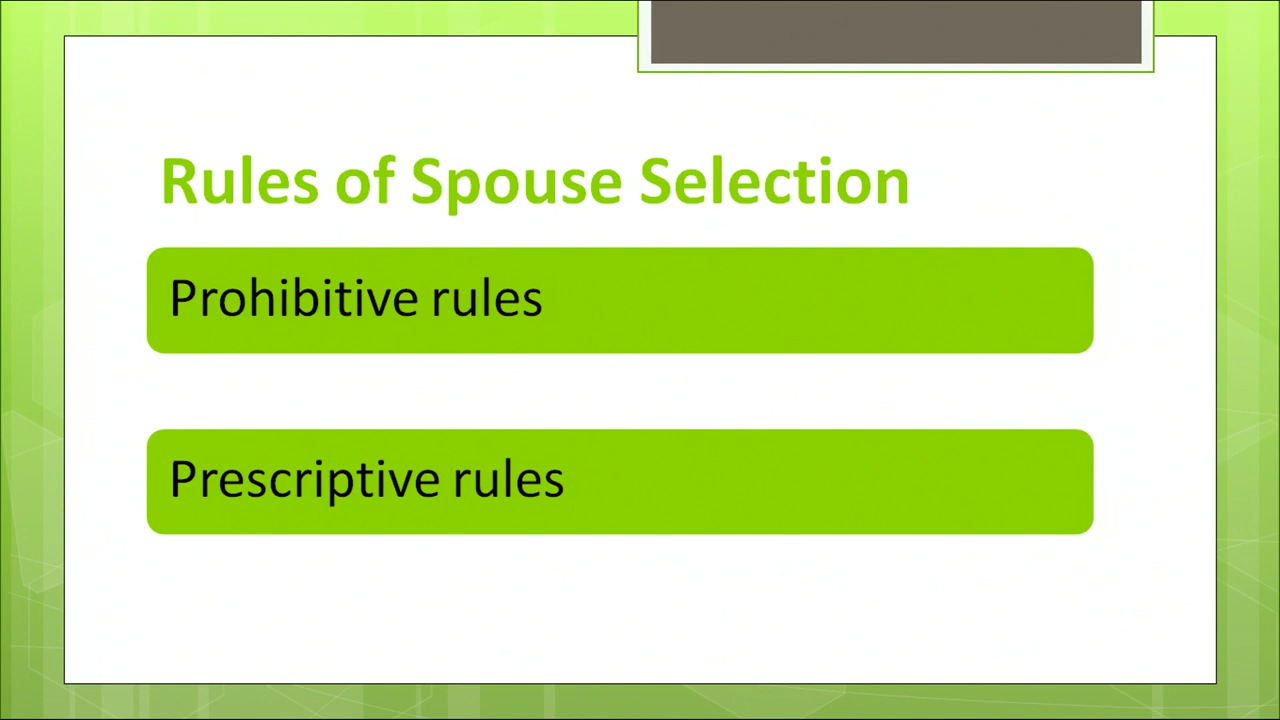 Rules of Spouse Selection
Prohibitive rules
Prescriptive rules